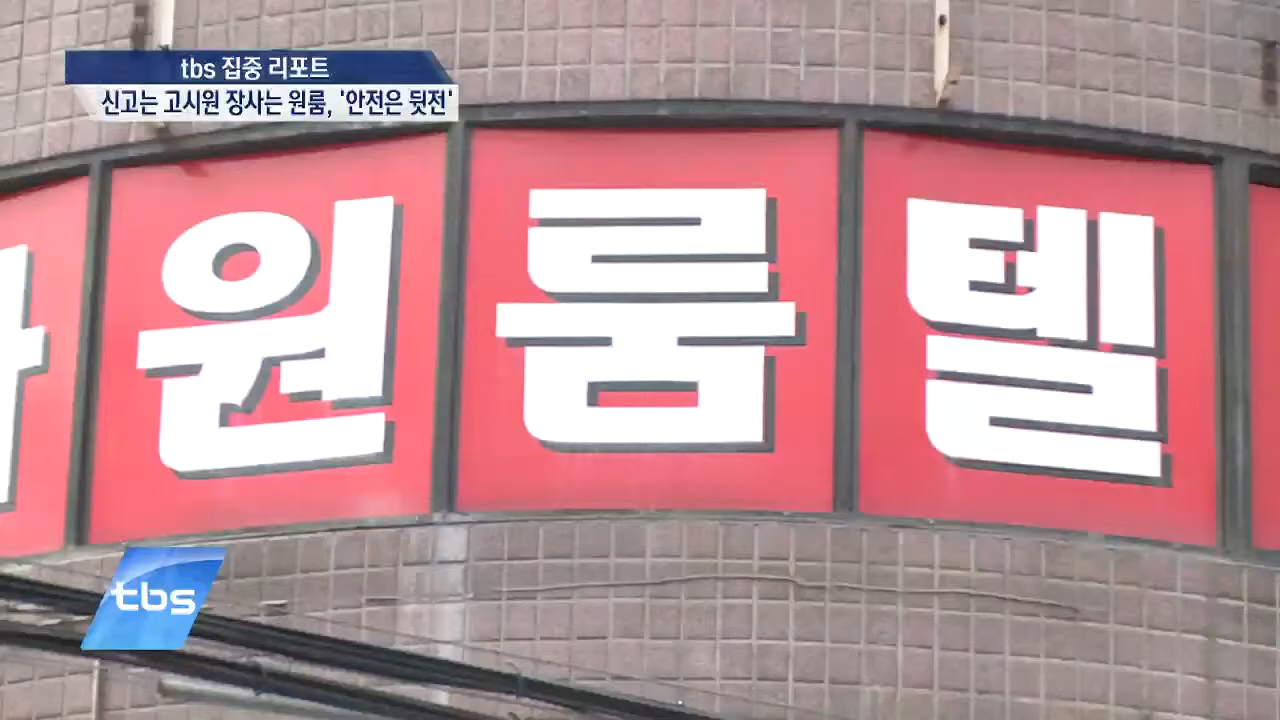 tbs 집중 리포트
신고는 고시원 장사는 원룸, '안전은 뒷전'
원룸텔
tbs